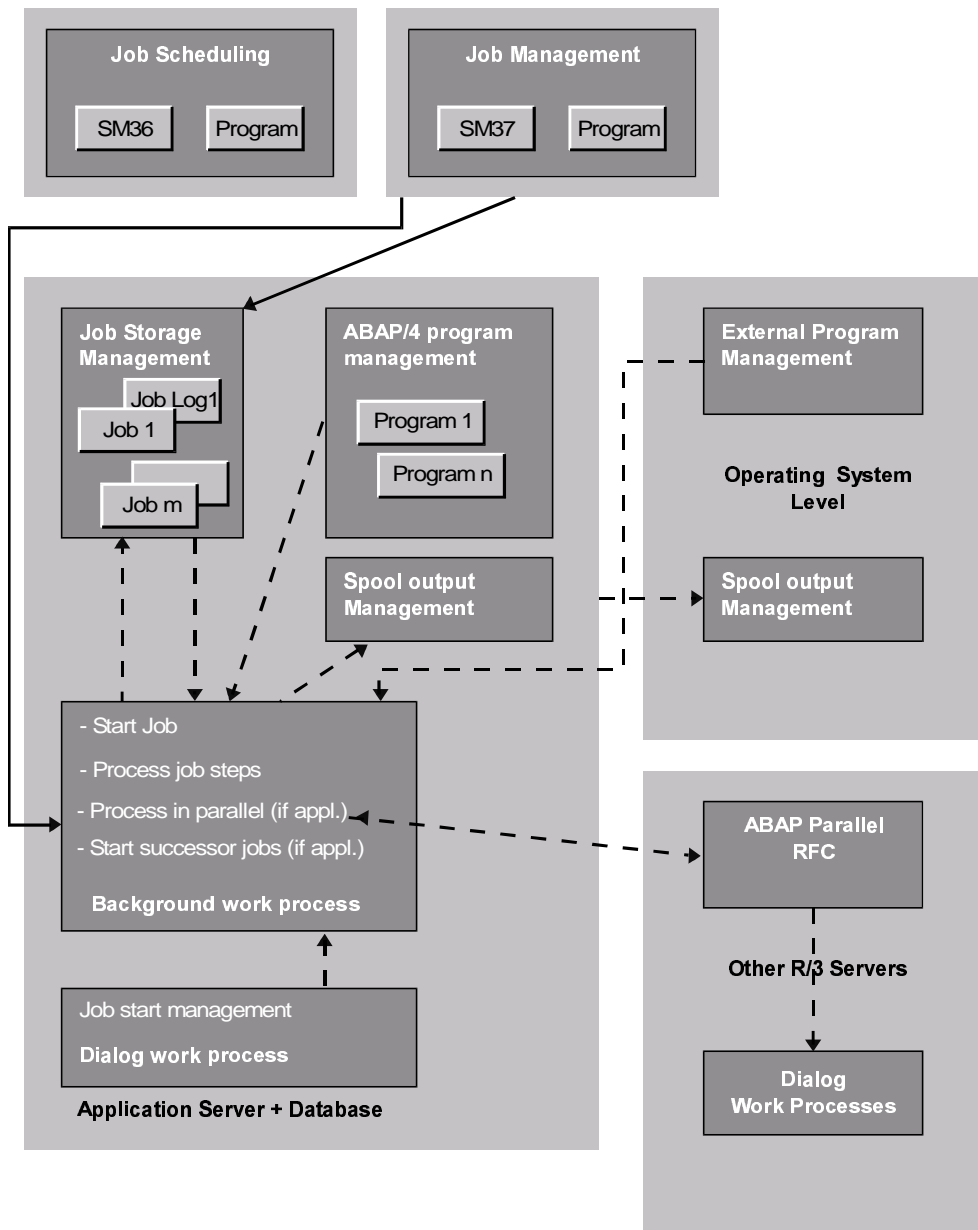 Job Scheduling
SM36
Program
Job Management
SM37
Program
Job Storage
Management
Job Log1
Job 1
Job m
ABAP/4 program
management
Program 1
Program n
Spool output
Management
External Program
Management
Operating System
Level
Spool output
Management
- Start Job
- Process job steps
- Process in parallel (if appl.)
- Start successor jobs (if appl.)
Background work process
Job start management
Dialog work process
Application Server + Database
ABAP Parallel
RFC
Other R/3 Servers
Dialog
Work Processes